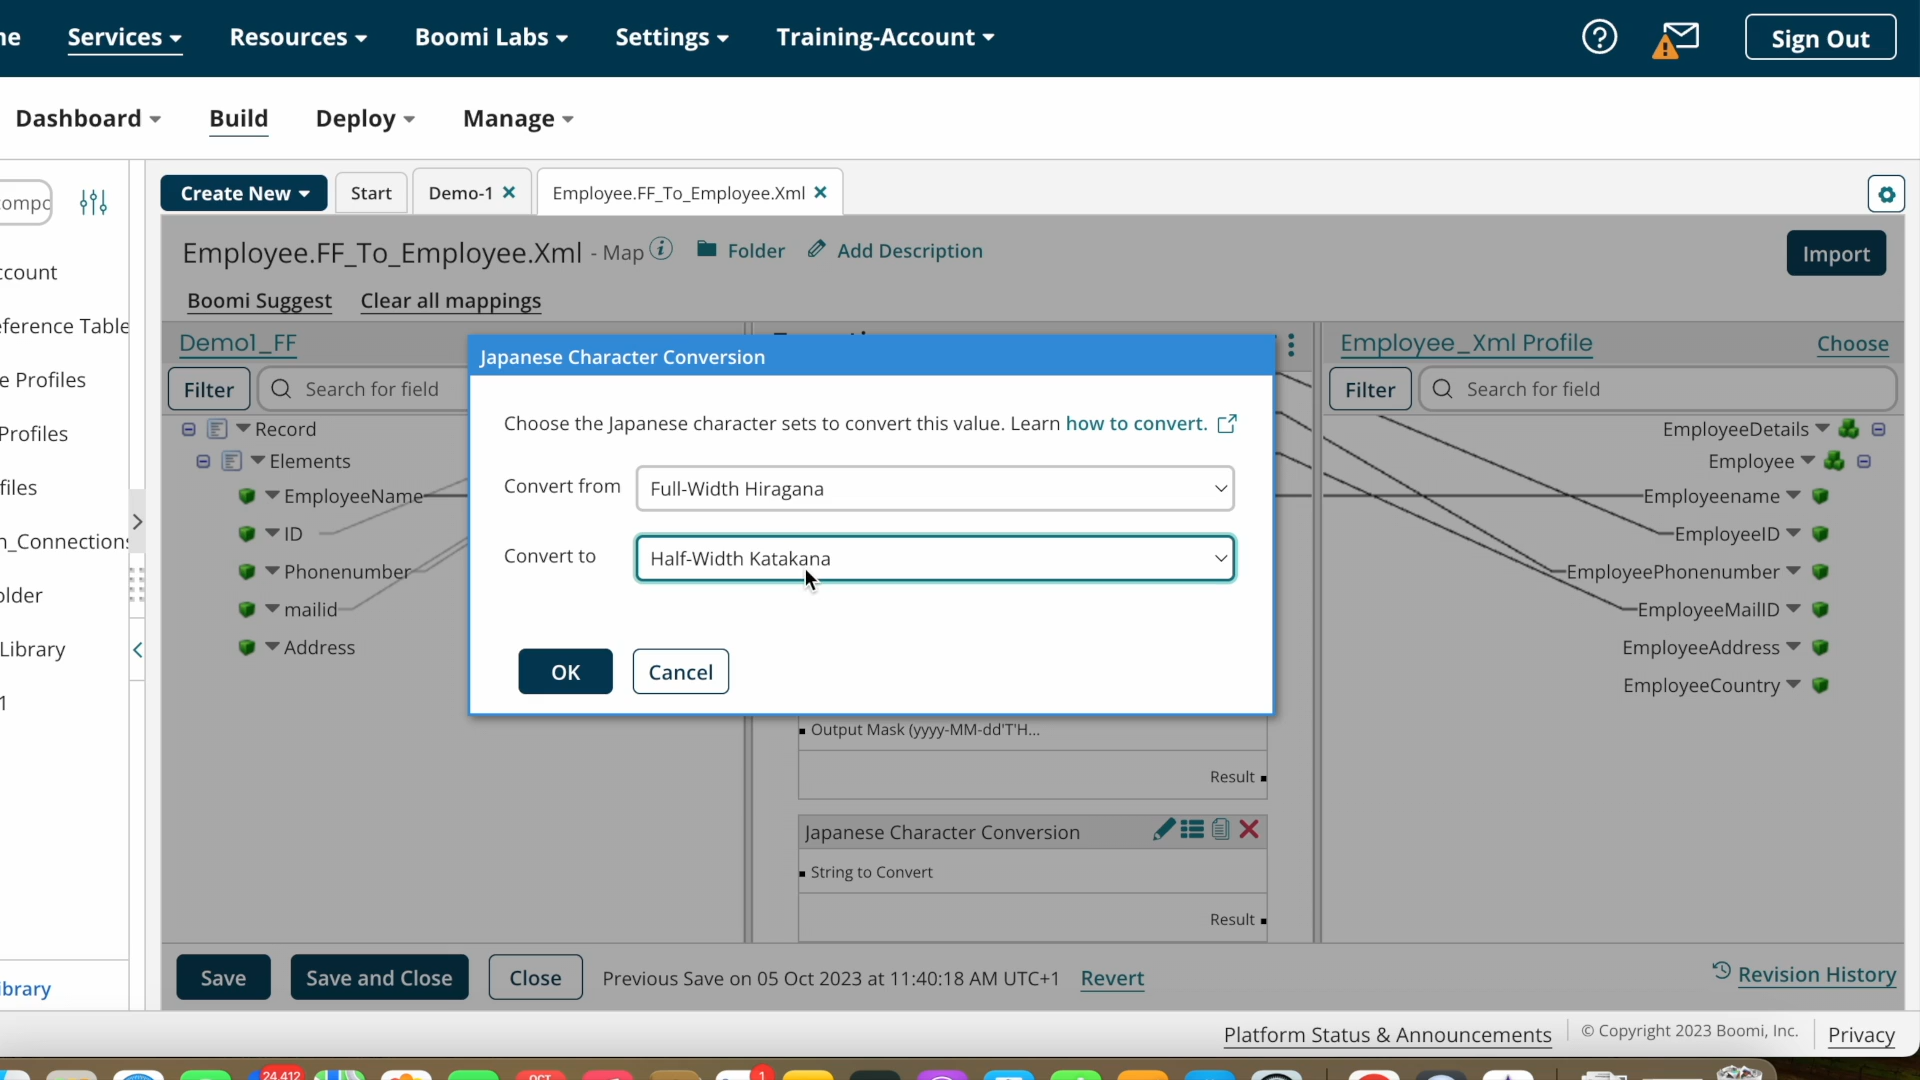 ne
Services
Resources
Boomi Labs
Settings
Training-Account
Sign Out
Dashboard
Build
Deploy
Manage
compo
Create New
Start
Demo-1
Employee.FF_To_Employee.Xml
Employee.FF_To_Employee.Xml - Map
Folder
Add Description
Import
Boomi Suggest
Clear all mappings
ccount
eference Table
e Profiles
Profiles
files
n_Connections
older
Library
1
ibrary
Demo1_FF
Filter
Search for field
Record
Elements
EmployeeName
ID
Phonenumber
mailid
Address
Japanese Character Conversion
Choose the Japanese character sets to convert this value. Learn how to convert.
Convert from
Full-Width Hiragana
Convert to
Half-Width Katakana
OK
Cancel
Output Mask (yyyy-MM-dd'T'H...
Result
Japanese Character Conversion
String to Convert
Result
Employee_Xml Profile
Choose
Filter
Search for field
EmployeeDetails
Employee
Employeename
EmployeeID
EmployeePhonenumber
EmployeeMailID
EmployeeAddress
EmployeeCountry
Save
Save and Close
Close
Previous Save on 05 Oct 2023 at 11:40:18 AM UTC+1
Revert
Revision History
Platform Status & Announcements
© Copyright 2023 Boomi, Inc.
Privacy
24,412
OCT
1